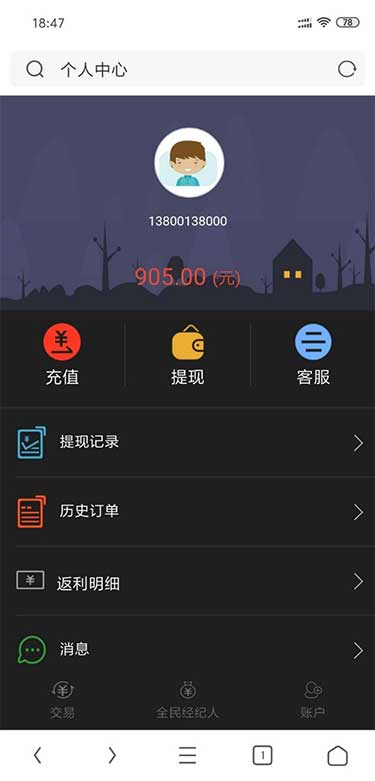 18:47
78
个人中心
13800138000
905.00 (元)
充值 提现 客服
提现记录
历史订单
返利明细
消息
交易 全民经纪人 账户
1